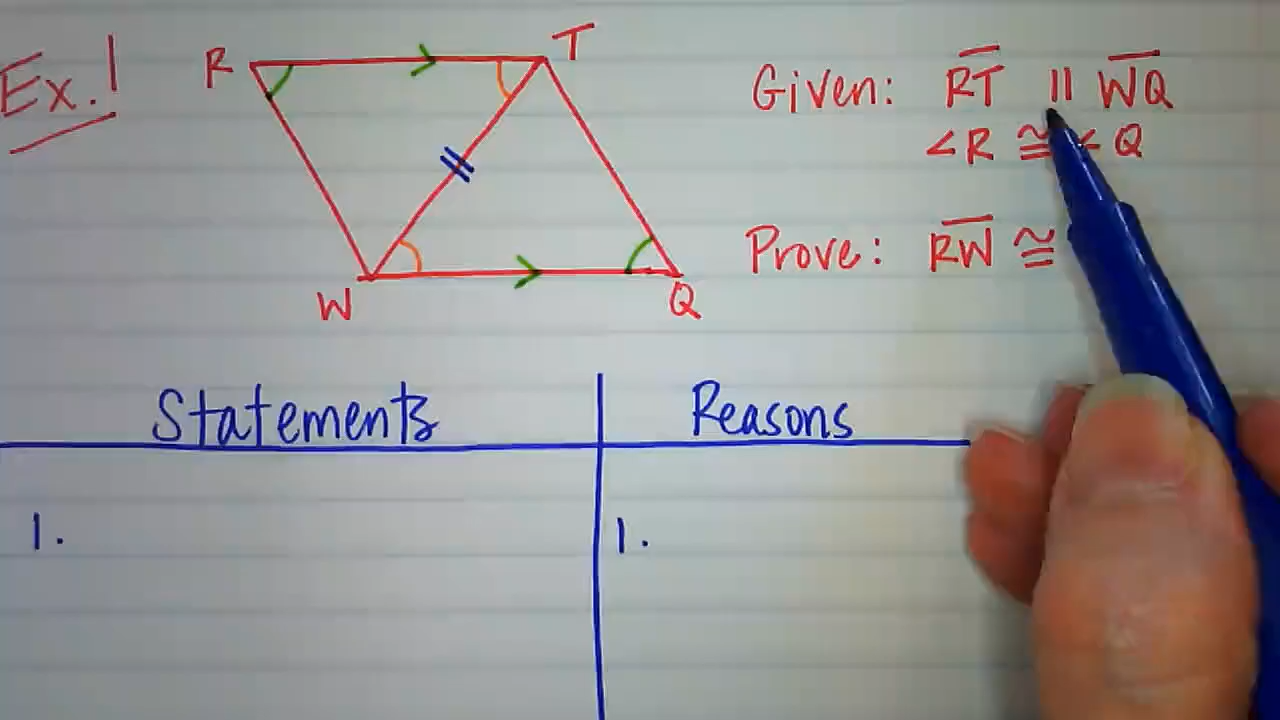 Ex. 1
R
T
W
Q
Given: RT || WQ
<R ≅ < Q
Prove: RW ≅
Statements
Reasons
1.
1.